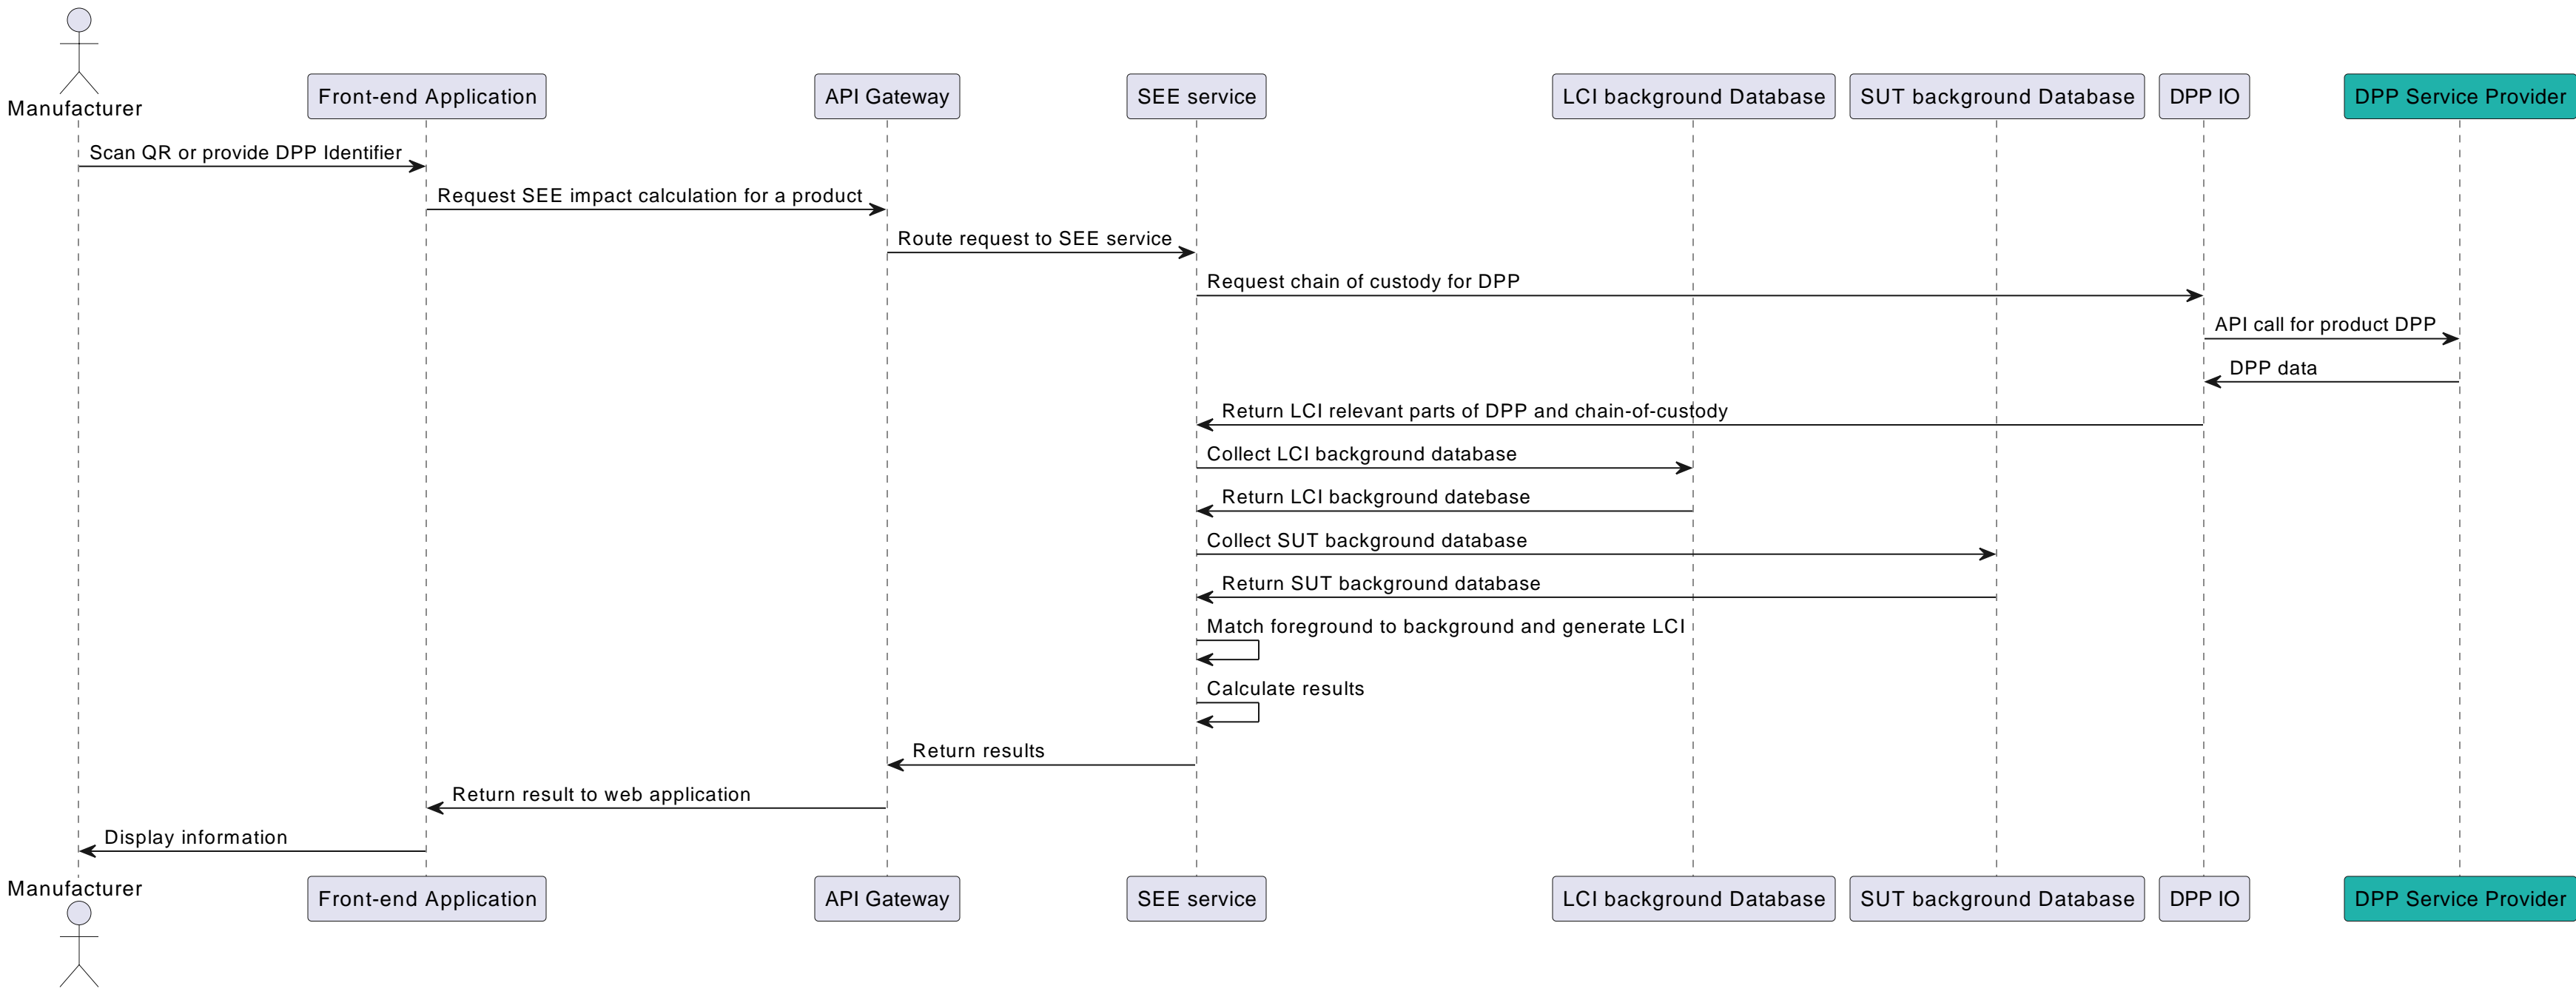 Manufacturer
Front-end Application
API Gateway
SEE service
LCI background Database
SUT background Database
DPP IO
DPP Service Provider
Scan QR or provide DPP Identifier
Request SEE impact calculation for a product
Route request to SEE service
Request chain of custody for DPP
API call for product DPP
DPP data
Return LCI relevant parts of DPP and chain-of-custody
Collect LCI background database
Return LCI background datebase
Collect SUT background database
Return SUT background database
Match foreground to background and generate LCI
Calculate results
Return results
Return result to web application
Display information
Manufacturer
Front-end Application
API Gateway
SEE service
LCI background Database
SUT background Database
DPP IO
DPP Service Provider